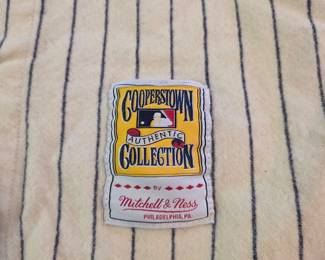 COOPERSTOWN
AUTHENTIC
COLLECTION
BY
Mitchell & Ness
PHILADELPHIA, PA.